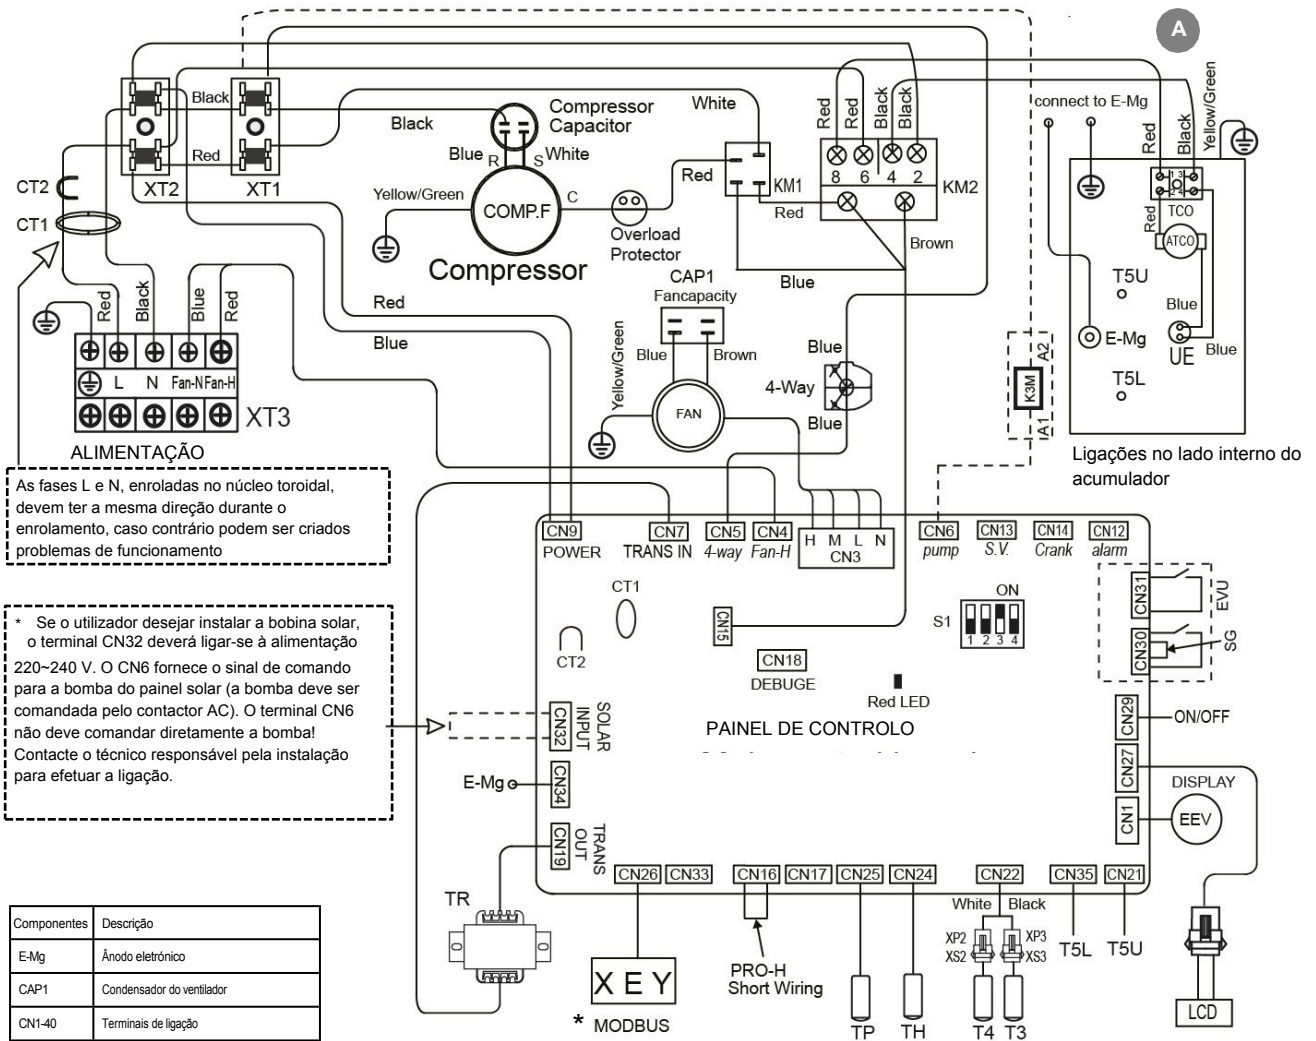 A
Black
Red
XT2
XT1
CT2
CT1
Black
Compressor
Capacitor
Blue
R
S
White
Yellow/Green
COMP.F
C
Compressor
Overload
Protector
White
Red
KM1
Red
Blue
Red
Red
Black
Black
8
6
4
2
KM2
Brown
connect to E-Mg
Red
Black
Yellow/Green
1 3
2 4
TCO
Red
ATCO
T5U
Blue
E-Mg
UE
Blue
T5L
Ligações no lado interno do
acumulador
Red
Black
Blue
Red
L
N
Fan-N
Fan-H
XT3
ALIMENTAÇÃO
Red
Blue
CAP1
Fancapacity
Blue
Brown
Yellow/Green
FAN
Blue
4-Way
Blue
A2
K3M
A1
As fases L e N, enroladas no núcleo toroidal,
devem ter a mesma direção durante o
enrolamento, caso contrário podem ser criados
problemas de funcionamento
* Se o utilizador desejar instalar a bobina solar,
o terminal CN32 deverá ligar-se à alimentação
220~240 V. O CN6 fornece o sinal de comando
para a bomba do painel solar (a bomba deve ser
comandada pelo contactor AC). O terminal CN6
não deve comandar diretamente a bomba!
Contacte o técnico responsável pela instalação
para efetuar a ligação.
CN9
POWER
CN7
TRANS IN
CN5
4-way
CN4
Fan-H
H M L N
CN3
CN6
pump
CN13
S.V.
CN14
Crank
CN12
alarm
CT1
CT2
CN15
CN18
DEBUGE
S1
ON
1 2 3 4
Red LED
PAINEL DE CONTROLO
CN31
EVU
CN30
SG
CN29
ON/OFF
CN27
DISPLAY
CN1
EEV
CN32
SOLAR
INPUT
E-Mg
CN34
CN19
TRANS
OUT
CN26
CN33
CN16
CN17
CN25
CN24
CN22
CN35
CN21
TR
XEY
* MODBUS
PRO-H
Short Wiring
TP
TH
White
Black
XP2
XS2
XP3
XS3
T4
T3
T5L
T5U
LCD
Componentes Descrição
E-Mg Ânodo eletrónico
CAP1 Condensador do ventilador
CN1-40 Terminais de ligação